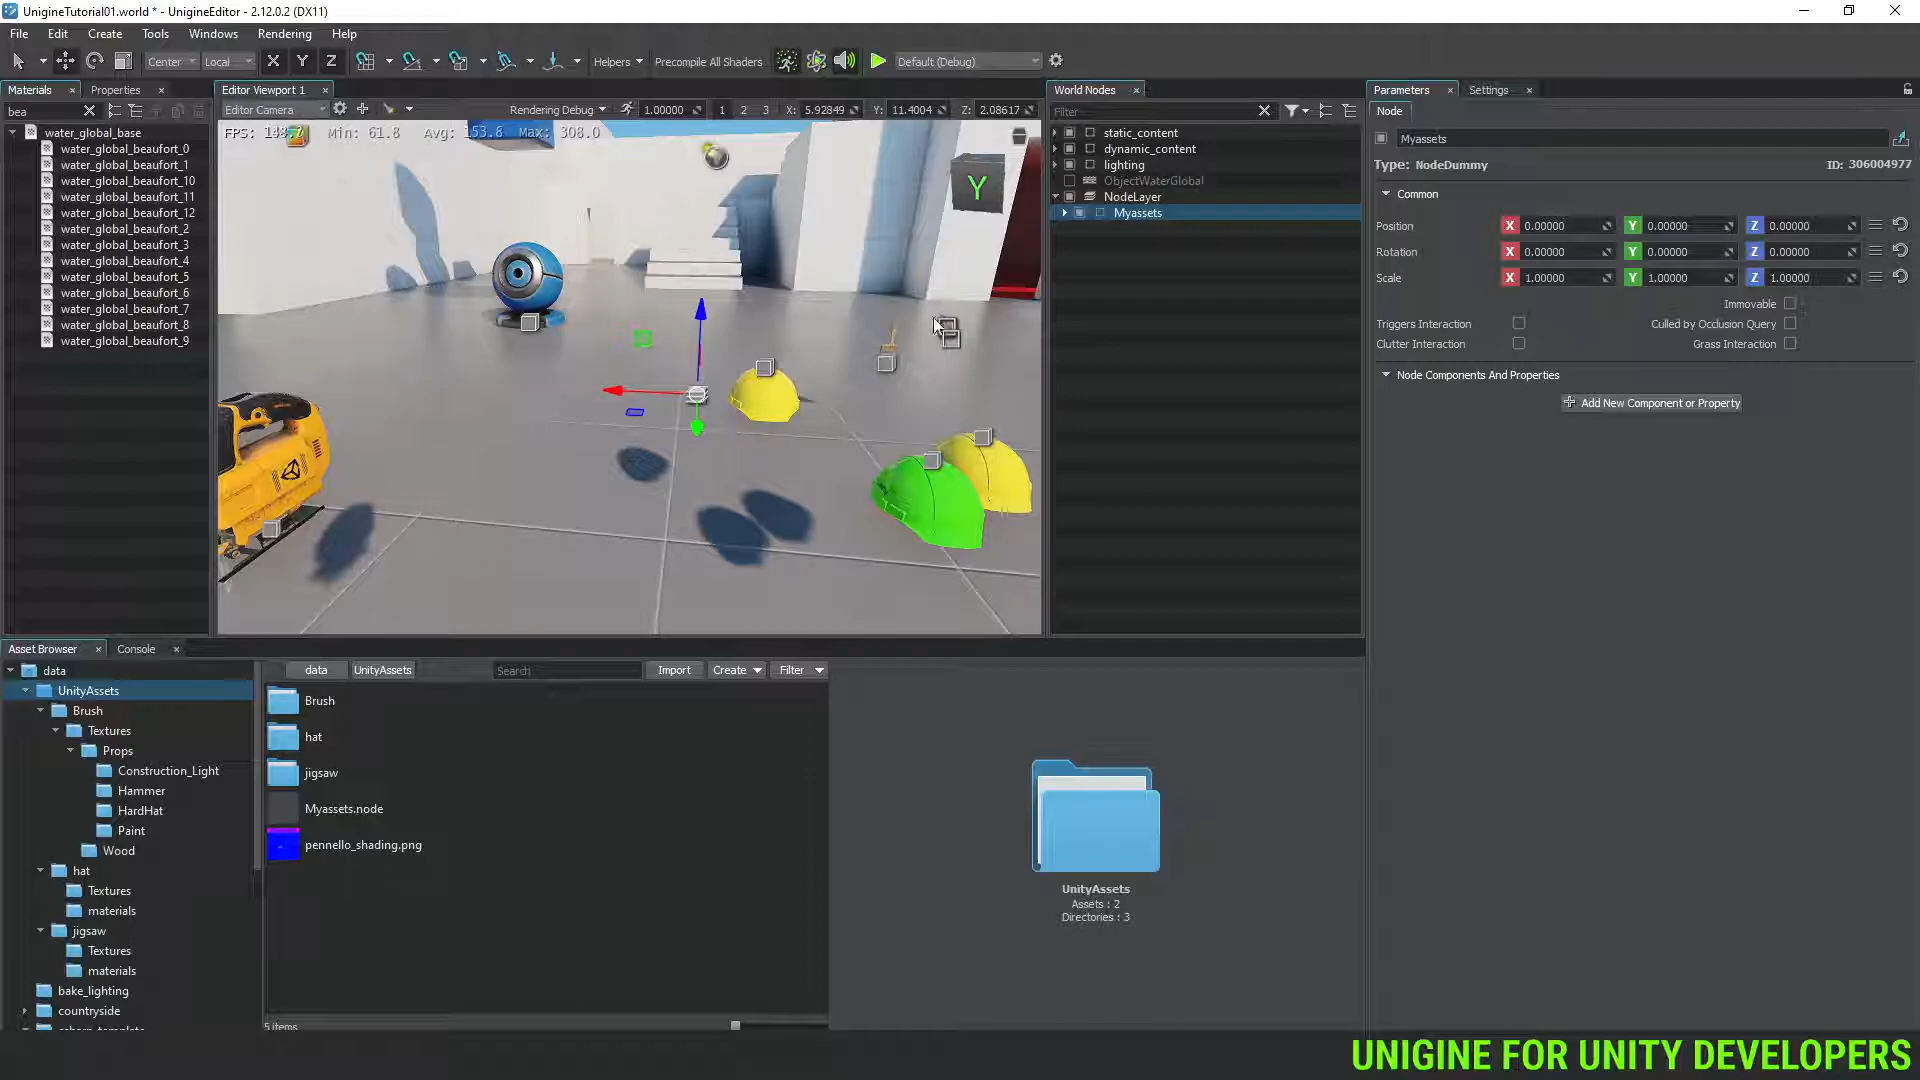 UnigineTutorial01.world * - UnigineEditor - 2.12.0.2 (DX11)
File Edit Create Tools Windows Rendering Help
Center Local X Y Z Helpers Precompile All Shaders Default (Debug)
Materials Properties
bea
water_global_base
water_global_beaufort_0
water_global_beaufort_1
water_global_beaufort_10
water_global_beaufort_11
water_global_beaufort_12
water_global_beaufort_2
water_global_beaufort_3
water_global_beaufort_4
water_global_beaufort_5
water_global_beaufort_6
water_global_beaufort_7
water_global_beaufort_8
water_global_beaufort_9
Editor Viewport 1
Editor Camera Rendering Debug 1.00000 1 2 3 X: 5.92849 Y: 11.4004 Z: 2.08617
FPS: 148.7 Min: 61.8 Avg: 153.8 Max: 308.0
Y
World Nodes
Filter
static_content
dynamic_content
lighting
ObjectWaterGlobal
NodeLayer
Myassets
Parameters Settings
Node
Myassets
Type: NodeDummy ID: 306004977
Common
Position X 0.00000 Y 0.00000 Z 0.00000
Rotation X 0.00000 Y 0.00000 Z 0.00000
Scale X 1.00000 Y 1.00000 Z 1.00000
Immovable
Triggers Interaction Culled by Occlusion Query
Clutter Interaction Grass Interaction
Node Components And Properties
Add New Component or Property
Asset Browser Console
data
UnityAssets
Brush
Textures
Props
Construction_Light
Hammer
HardHat
Paint
Wood
hat
Textures
materials
jigsaw
Textures
materials
bake_lighting
countryside
data UnityAssets Search Import Create Filter
Brush
hat
jigsaw
Myassets.node
pennello_shading.png
5 items
UnityAssets
Assets : 2
Directories : 3
UNIGINE FOR UNITY DEVELOPERS